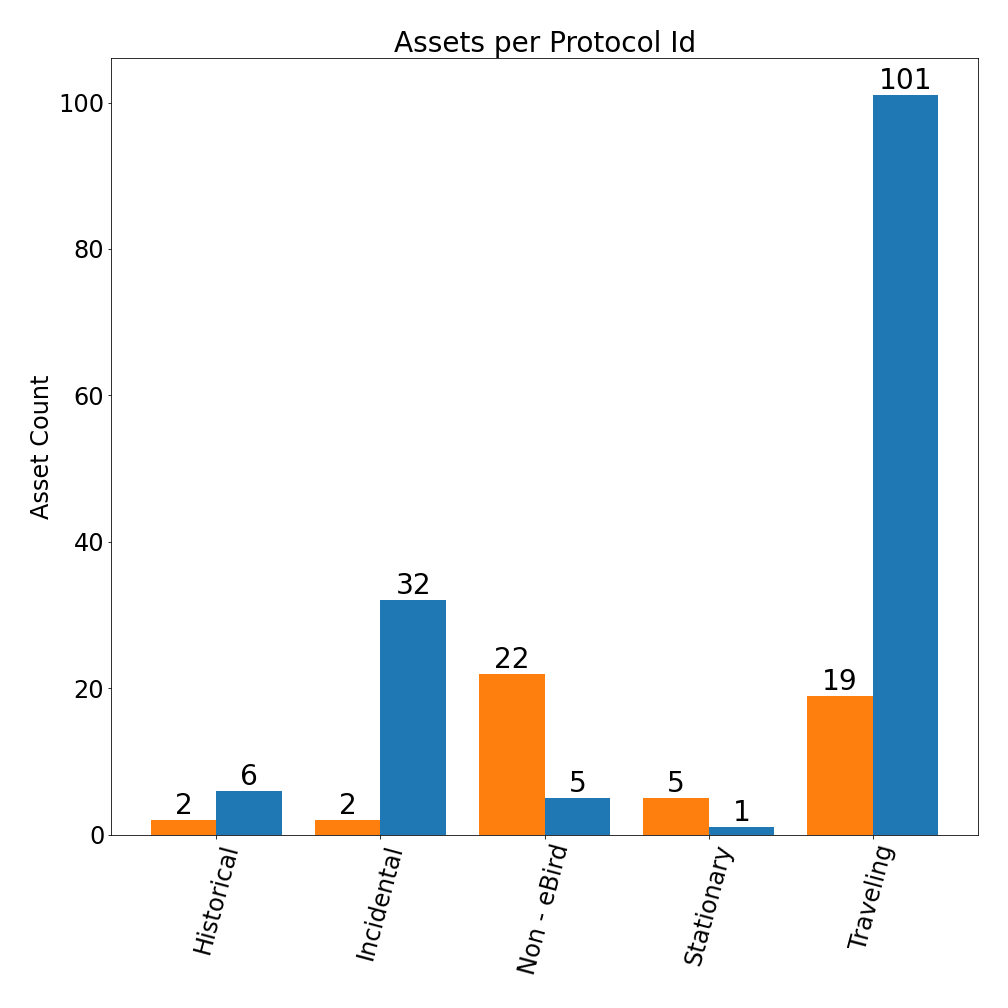 Assets per Protocol Id
Asset Count
100
80
60
40
20
0
2
6
2
32
22
5
5
1
19
101
Historical
Incidental
Non - eBird
Stationary
Traveling